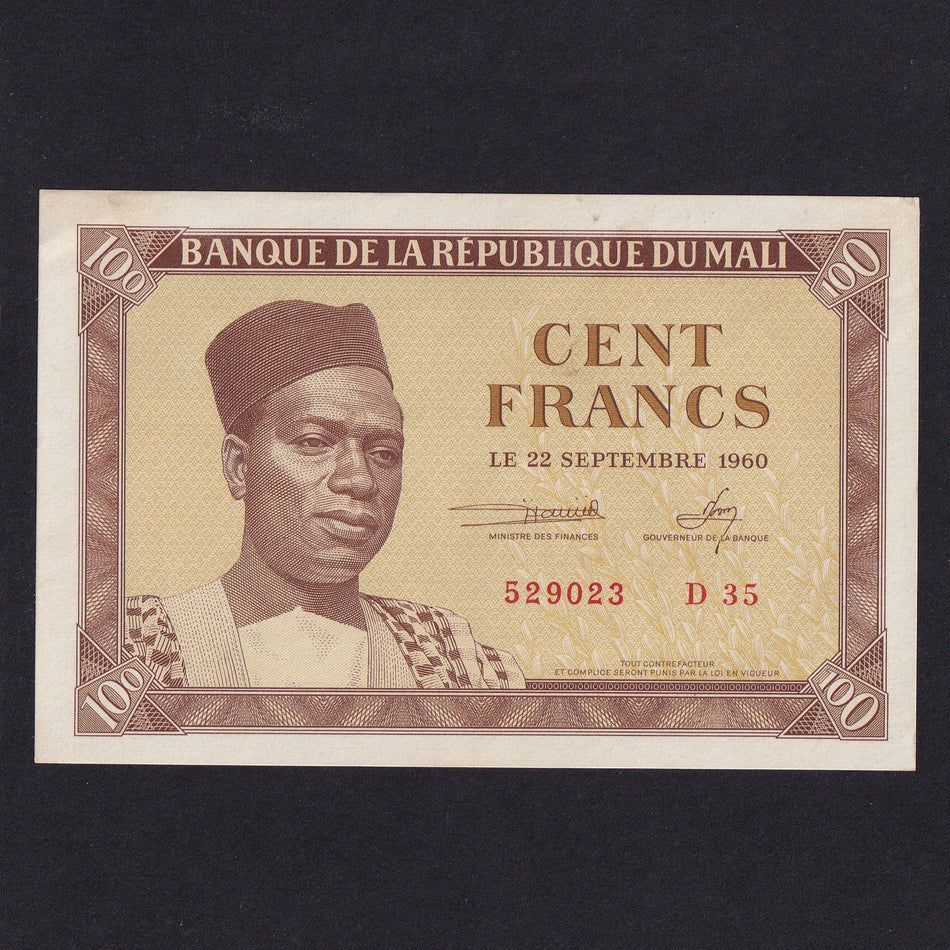 BANQUE DE LA RÉPUBLIQUE DU MALI
100
100
CENT
FRANCS
LE 22 SEPTEMBRE 1960
MINISTRE DES FINANCES
GOUVERNEUR DE LA BANQUE
529023 D 35
TOUT CONTREFACTEUR
ET COMPLICE SERONT PUNIS PAR LA LOI EN VIGUEUR
100
100